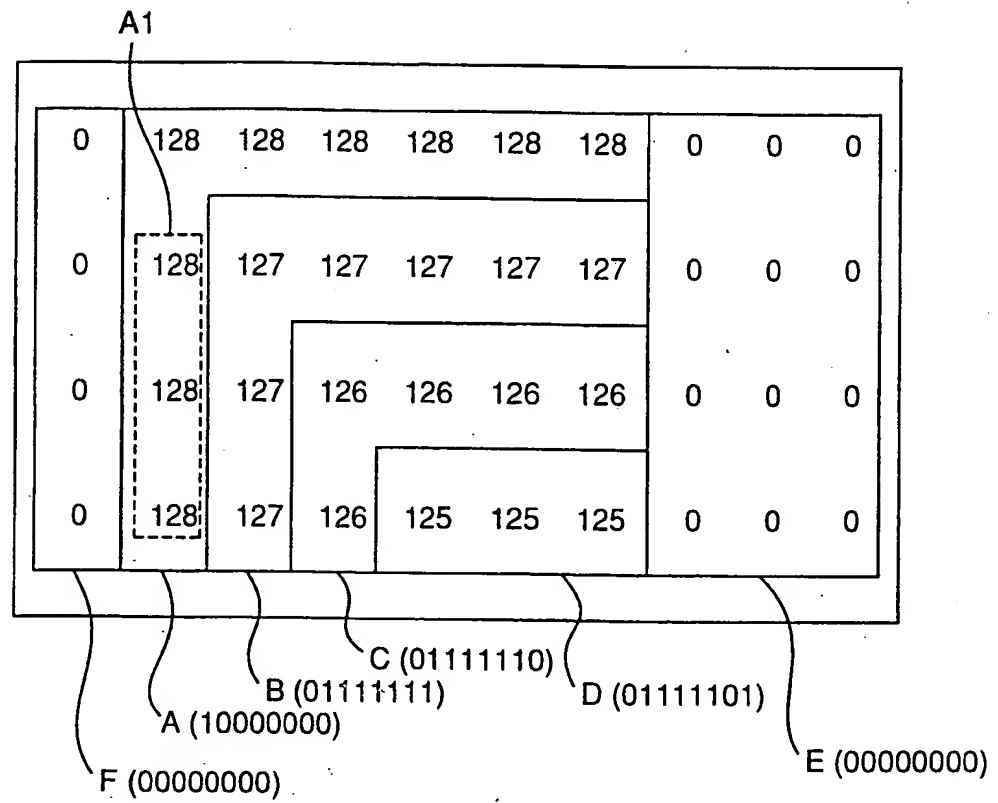 A1
0 128 128 128 128 128 128 0 0 0
0 128 127 127 127 127 127 0 0 0
0 128 127 126 126 126 126 0 0 0
0 128 127 126 125 125 125 0 0 0
C (01111110)
B (01111111)
D (01111101)
A (10000000)
E (00000000)
F (00000000)